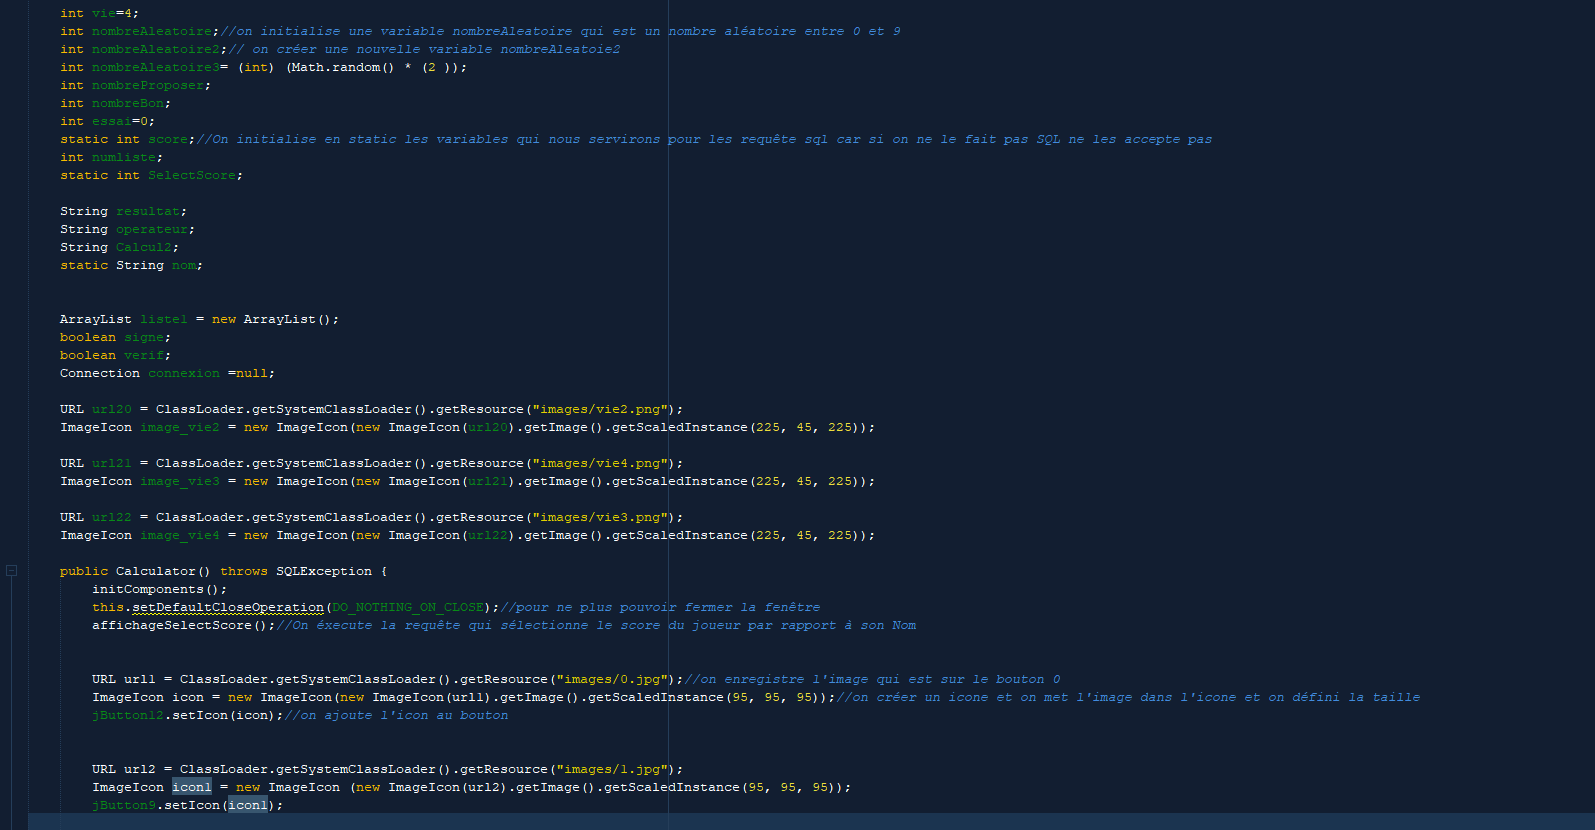 int vie=4;
int nombreAleatoire;//on initialise une variable nombreAleatoire qui est un nombre aléatoire entre 0 et 9
int nombreAleatoire2;// on créer une nouvelle variable nombreAleatoie2
int nombreAleatoire3= (int) (Math.random() * (2 ));
int nombreProposer;
int nombreBon;
int essai=0;
static int score;//On initialise en static les variables qui nous servirons pour les requête sql car si on ne le fait pas SQL ne les accepte pas
int numliste;
static int SelectScore;
String resultat;
String operateur;
String Calcul2;
static String nom;
ArrayList liste1 = new ArrayList();
boolean signe;
boolean verif;
Connection connexion =null;
URL url20 = ClassLoader.getSystemClassLoader().getResource("images/vie2.png");
ImageIcon image_vie2 = new ImageIcon(new ImageIcon(url20).getImage().getScaledInstance(225, 45, 225));
URL url21 = ClassLoader.getSystemClassLoader().getResource("images/vie4.png");
ImageIcon image_vie3 = new ImageIcon(new ImageIcon(url21).getImage().getScaledInstance(225, 45, 225));
URL url22 = ClassLoader.getSystemClassLoader().getResource("images/vie3.png");
ImageIcon image_vie4 = new ImageIcon(new ImageIcon(url22).getImage().getScaledInstance(225, 45, 225));
public Calculator() throws SQLException {
initComponents();
this.setDefaultCloseOperation(DO_NOTHING_ON_CLOSE);//pour ne plus pouvoir fermer la fenêtre
affichageSelectScore();//On éxecute la requête qui sélectionne le score du joueur par rapport à son Nom
URL url1 = ClassLoader.getSystemClassLoader().getResource("images/0.jpg");//on enregistre l'image qui est sur le bouton 0
ImageIcon icon = new ImageIcon(new ImageIcon(url1).getImage().getScaledInstance(95, 95, 95));//on créer un icone et on met l'image dans l'icone et on défini la taille
jButton12.setIcon(icon);//on ajoute l'icon au bouton
URL url2 = ClassLoader.getSystemClassLoader().getResource("images/1.jpg");
ImageIcon icon1 = new ImageIcon (new ImageIcon(url2).getImage().getScaledInstance(95, 95, 95));
jButton9.setIcon(icon1);